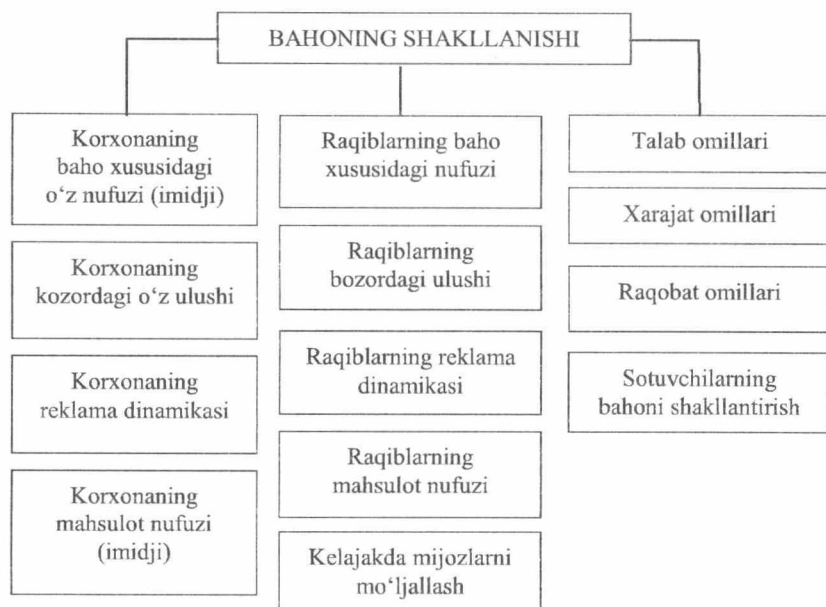 BAHONING SHAKLLANISHI
Korxonaning
baho xususidagi
o‘z nufuzi (imidji)
Korxonaning
kozordagi o‘z ulushi
Korxonaning
reklama dinamikasi
Korxonaning
mahsulot nufuzi
(imidji)
Raqiblarning baho
xususidagi nufuzi
Raqiblarning
bozordagi ulushi
Raqiblarning reklama
dinamikasi
Raqiblarning
mahsulot nufuzi
Kelajakda mijozlarni
mo‘ljallash
Talab omillari
Xarajat omillari
Raqobat omillari
Sotuvchilarning
bahoni shakllantirish